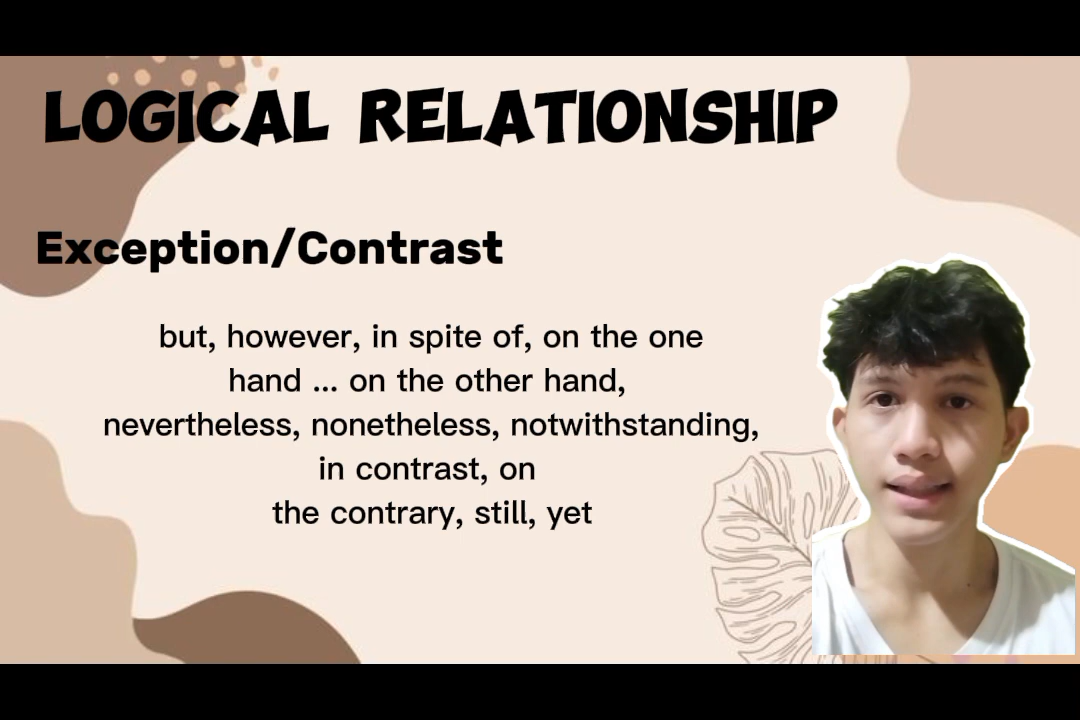 LOGICAL RELATIONSHIP
Exception/Contrast
but, however, in spite of, on the one
hand ... on the other hand,
nevertheless, nonetheless, notwithstanding,
in contrast, on
the contrary, still, yet